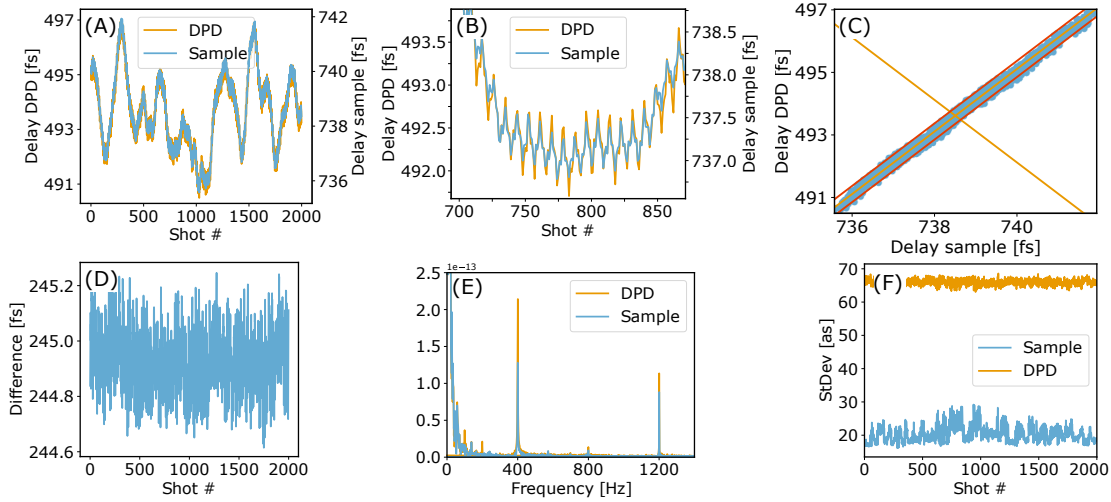 (A)
DPD
Sample
497
495
493
491
742
740
738
736
0
500
1000
1500
2000
Delay DPD [fs]
Delay sample [fs]
Shot #
(B)
DPD
Sample
493.5
493.0
492.5
492.0
738.5
738.0
737.5
737.0
700
750
800
850
Delay DPD [fs]
Delay sample [fs]
Shot #
(C)
497
495
493
491
736
738
740
Delay DPD [fs]
Delay sample [fs]
(D)
245.2
245.0
244.8
244.6
0
500
1000
1500
2000
Difference [fs]
Shot #
(E)
1e-13
DPD
Sample
2.5
2.0
1.5
1.0
0.5
0.0
0
400
800
1200
Frequency [Hz]
(F)
Sample
DPD
70
60
50
40
30
20
0
500
1000
1500
2000
StDev [as]
Shot #